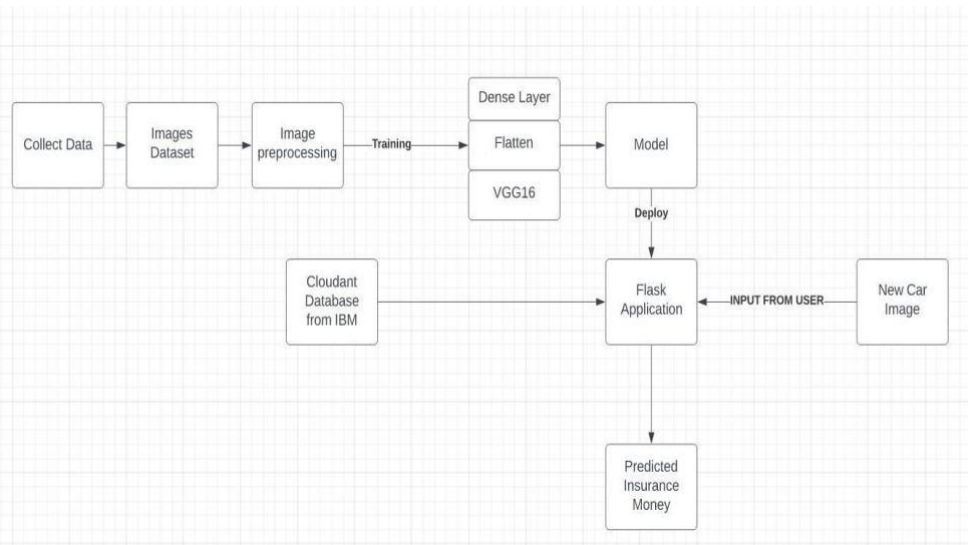 Collect Data
Images
Dataset
Image
preprocessing
Training
Dense Layer
Flatten
VGG16
Model
Deploy
Cloudant
Database
from IBM
Flask
Application
INPUT FROM USER
New Car
Image
Predicted
Insurance
Money